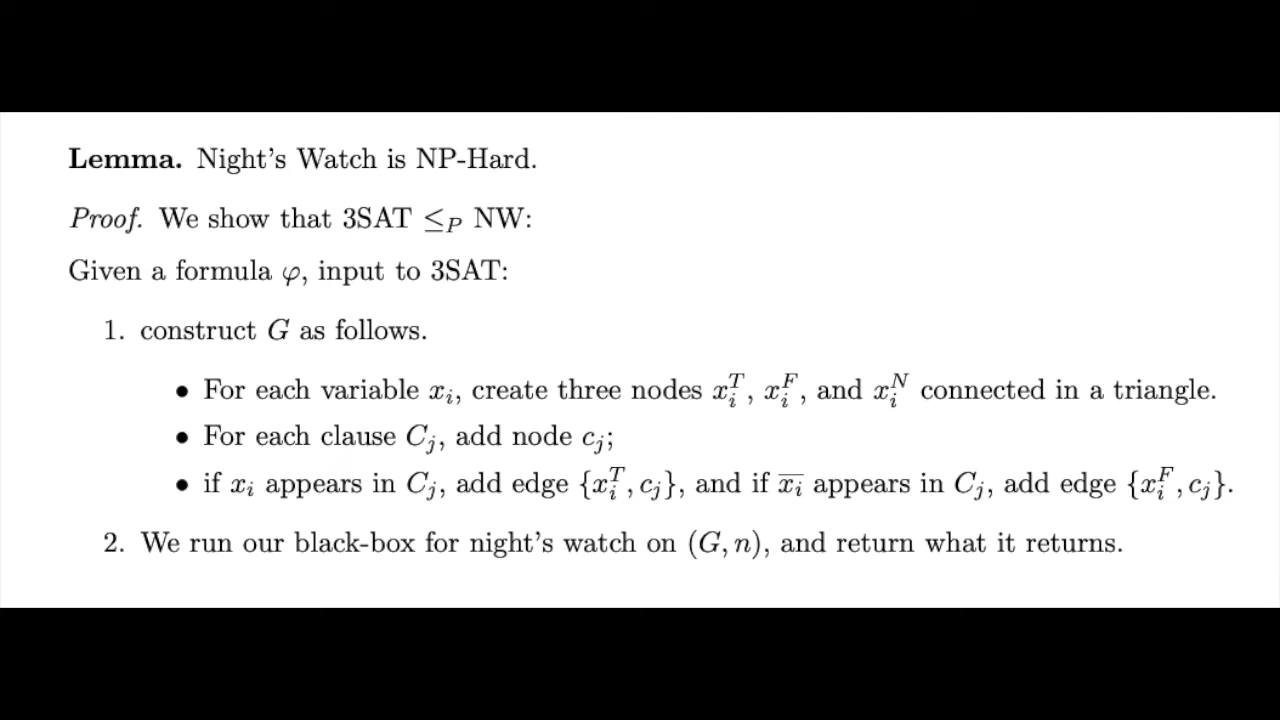 Lemma. Night's Watch is NP-Hard.
Proof. We show that 3SAT ≤_P NW:
Given a formula φ, input to 3SAT:
1. construct G as follows.
• For each variable x_i, create three nodes x_i^T, x_i^F, and x_i^N connected in a triangle.
• For each clause C_j, add node c_j;
• if x_i appears in C_j, add edge {x_i^T, c_j}, and if \overline{x_i} appears in C_j, add edge {x_i^F, c_j}.
2. We run our black-box for night's watch on (G, n), and return what it returns.